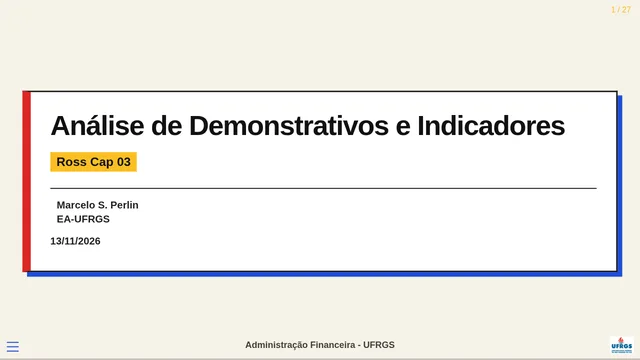 1 / 27
Análise de Demonstrativos e Indicadores
Ross Cap 03
Marcelo S. Perlin
EA-UFRGS
13/11/2026
Administração Financeira - UFRGS
UFRGS